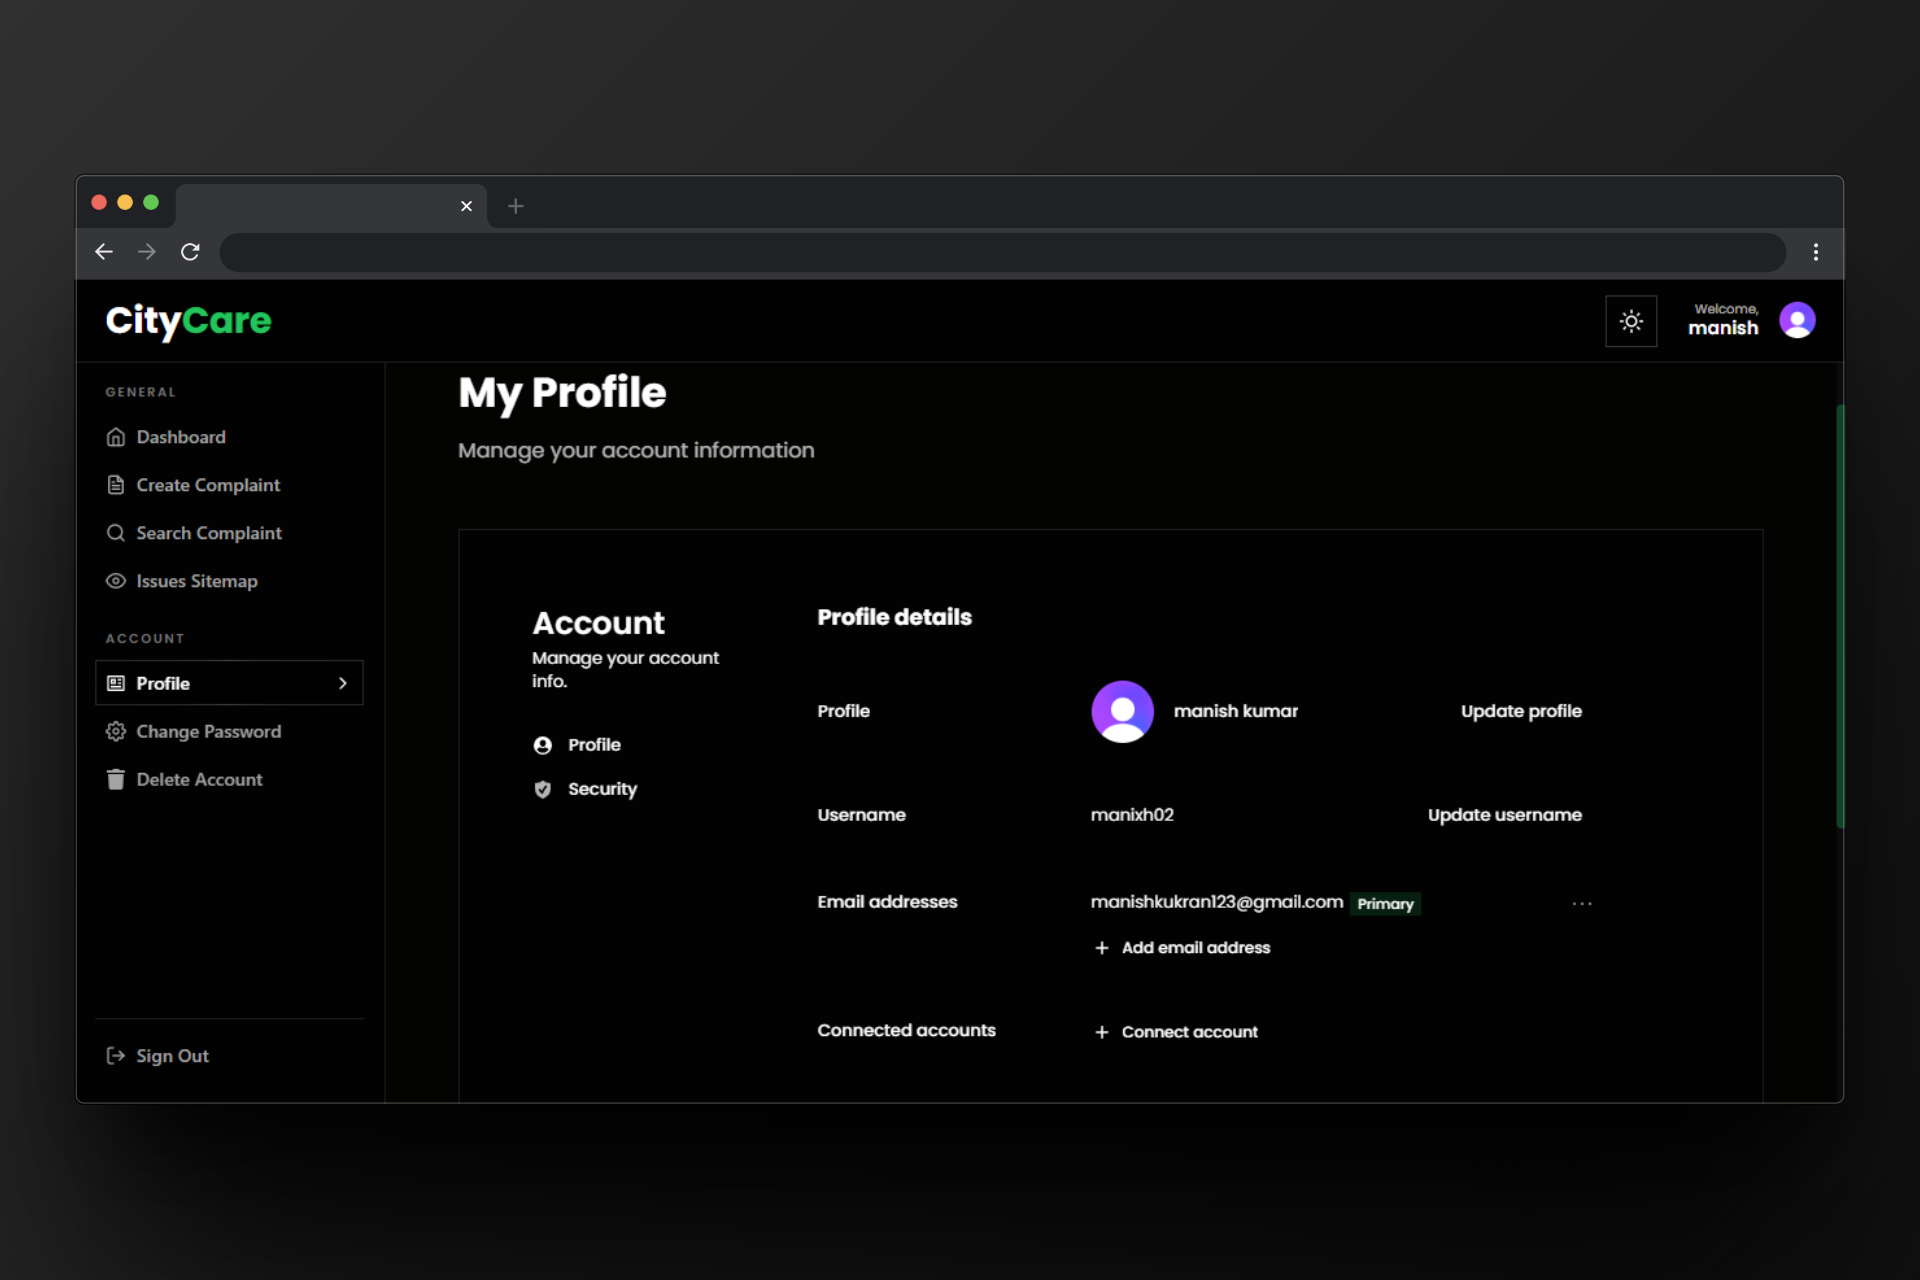 CityCare
Welcome,
manish
GENERAL
Dashboard
Create Complaint
Search Complaint
Issues Sitemap
ACCOUNT
Profile
Change Password
Delete Account
Sign Out
My Profile
Manage your account information
Account
Manage your account
info.
Profile
Security
Profile details
Profile
manish kumar
Update profile
Username
manixh02
Update username
Email addresses
manishkukran123@gmail.com Primary
...
+ Add email address
Connected accounts
+ Connect account